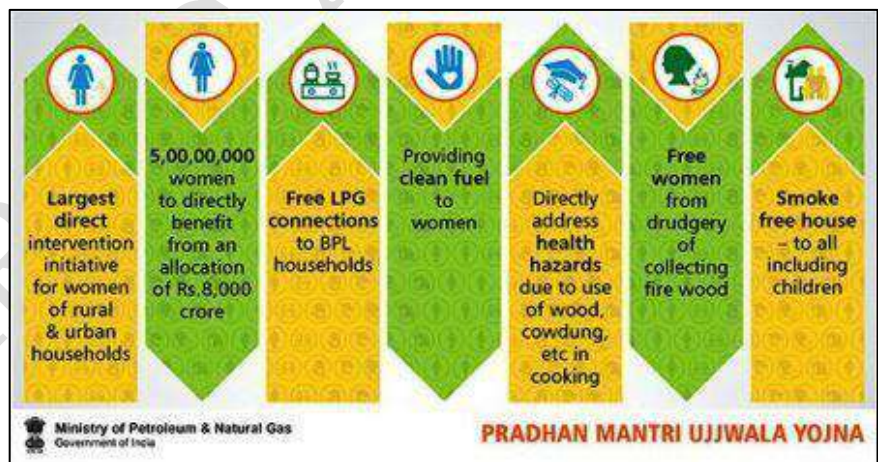 Largest
direct
intervention
initiative
for women
of rural
& urban
households
5,00,00,000
women
to directly
benefit
from an
allocation
of Rs.8,000
crore
Free LPG
connections
to BPL
households
Providing
clean fuel
to
women
Directly
address
health
hazards
due to use
of wood,
cowdung,
etc in
cooking
Free
women
from
drudgery
of
collecting
fire wood
Smoke
free house
– to all
including
children
Ministry of Petroleum & Natural Gas
Government of India
PRADHAN MANTRI UJJWALA YOJNA